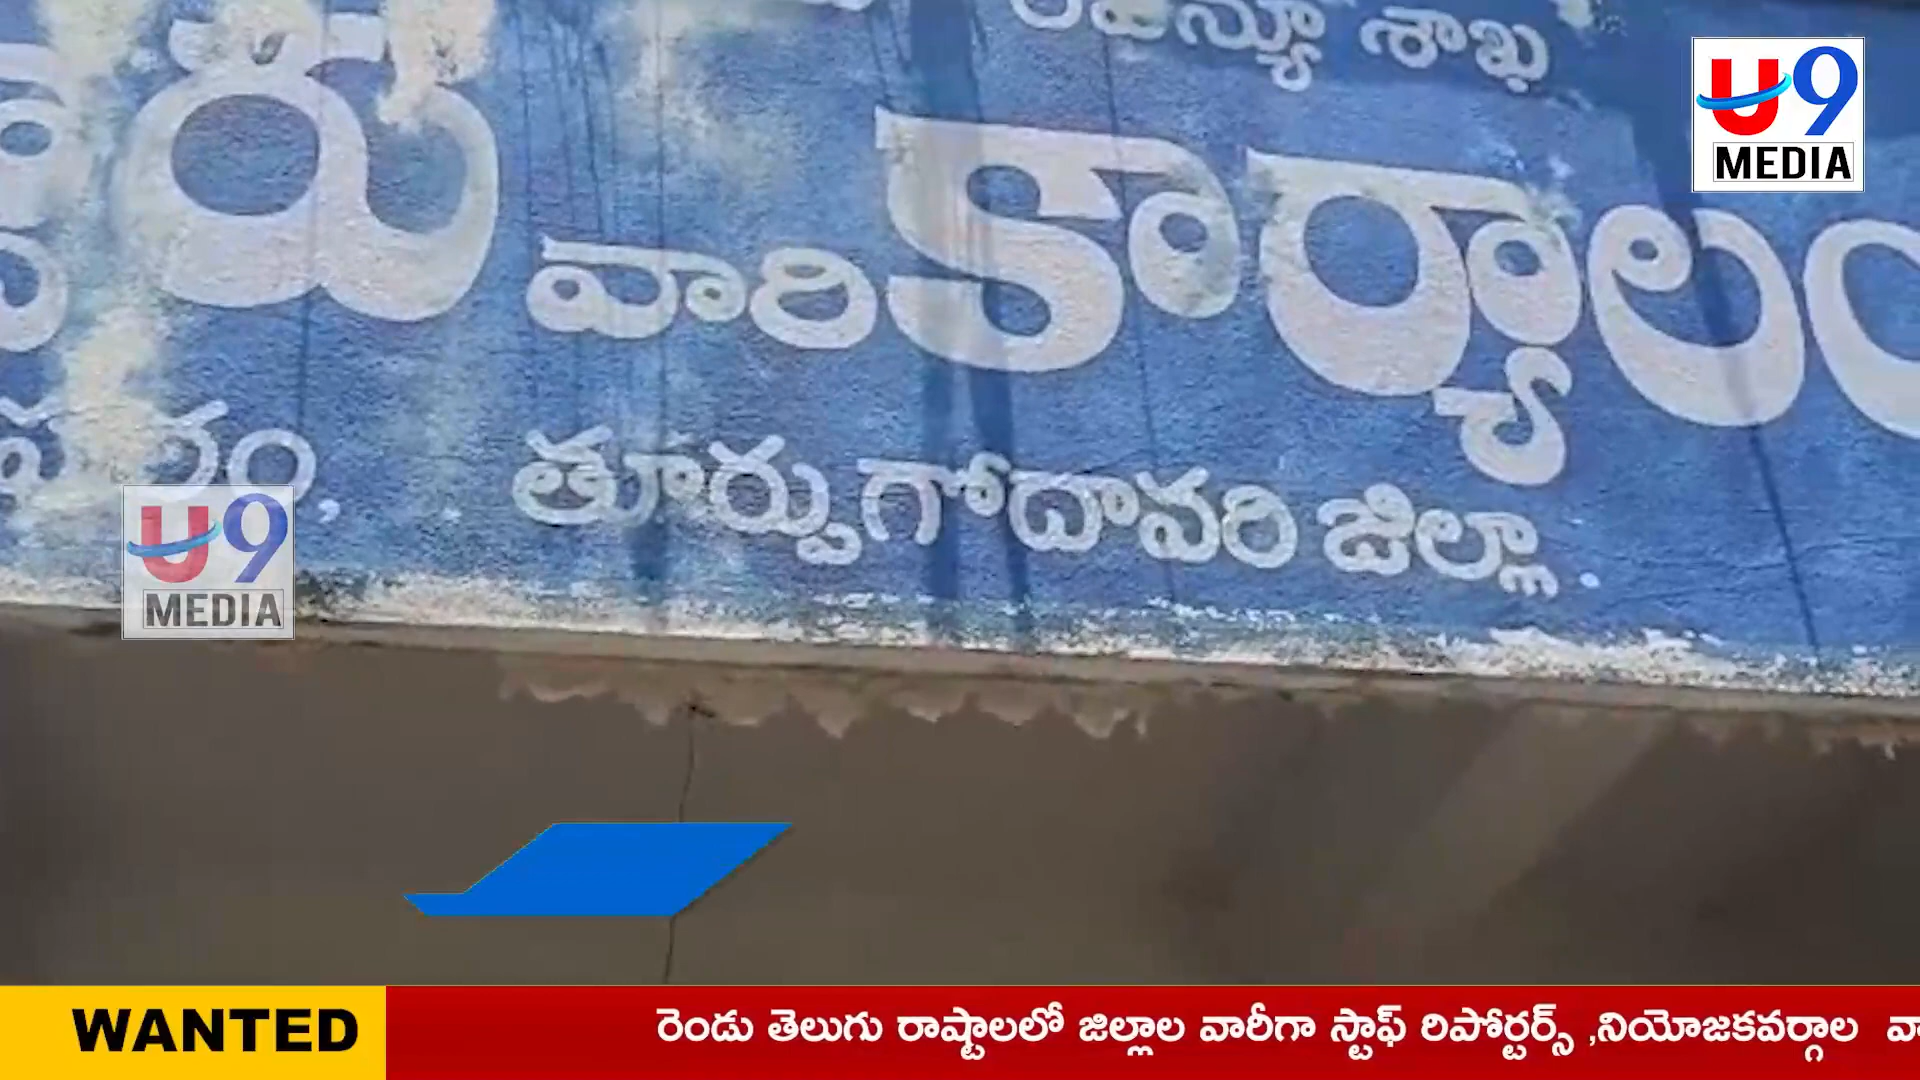 రెవెన్యూ శాఖ
వారి కార్యాలయం
తూర్పుగోదావరి జిల్లా.
U9
MEDIA
U9
MEDIA
WANTED
రెండు తెలుగు రాష్టాలలో జిల్లాల వారీగా స్టాఫ్ రిపోర్టర్స్ ,నియోజకవర్గాల వా